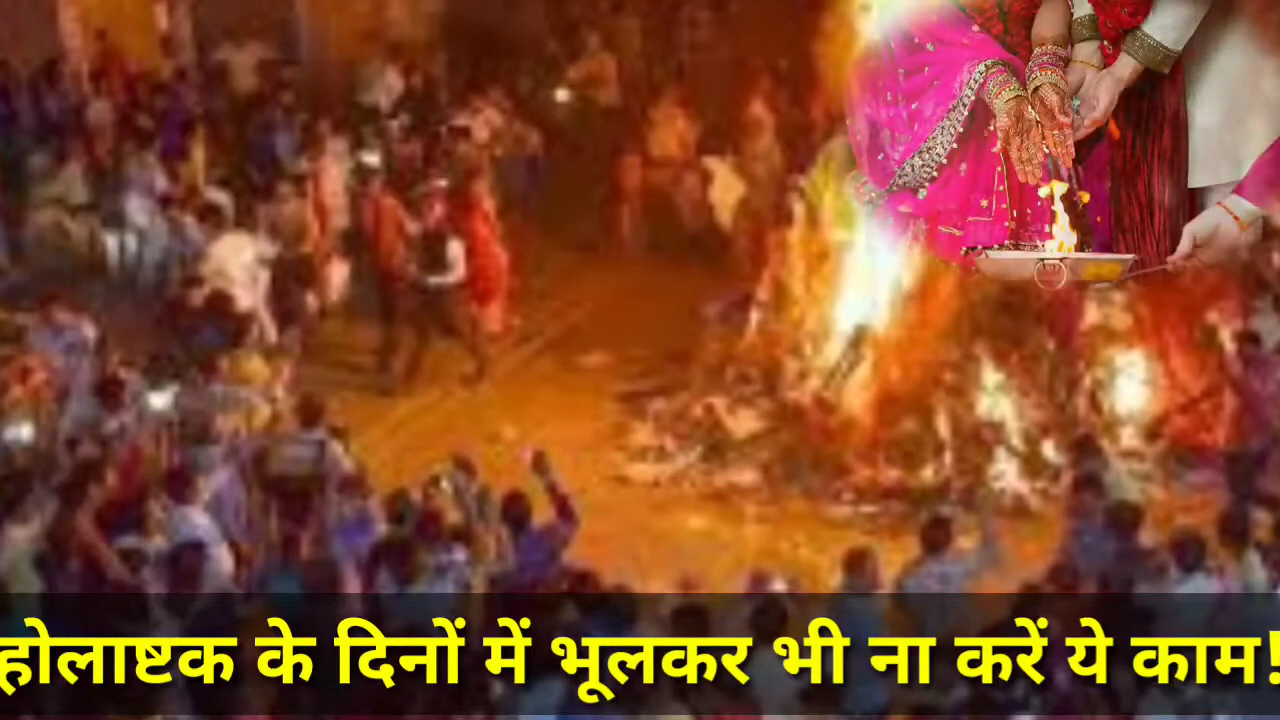 होलाष्टक के दिनों में भूलकर भी ना करें ये काम!